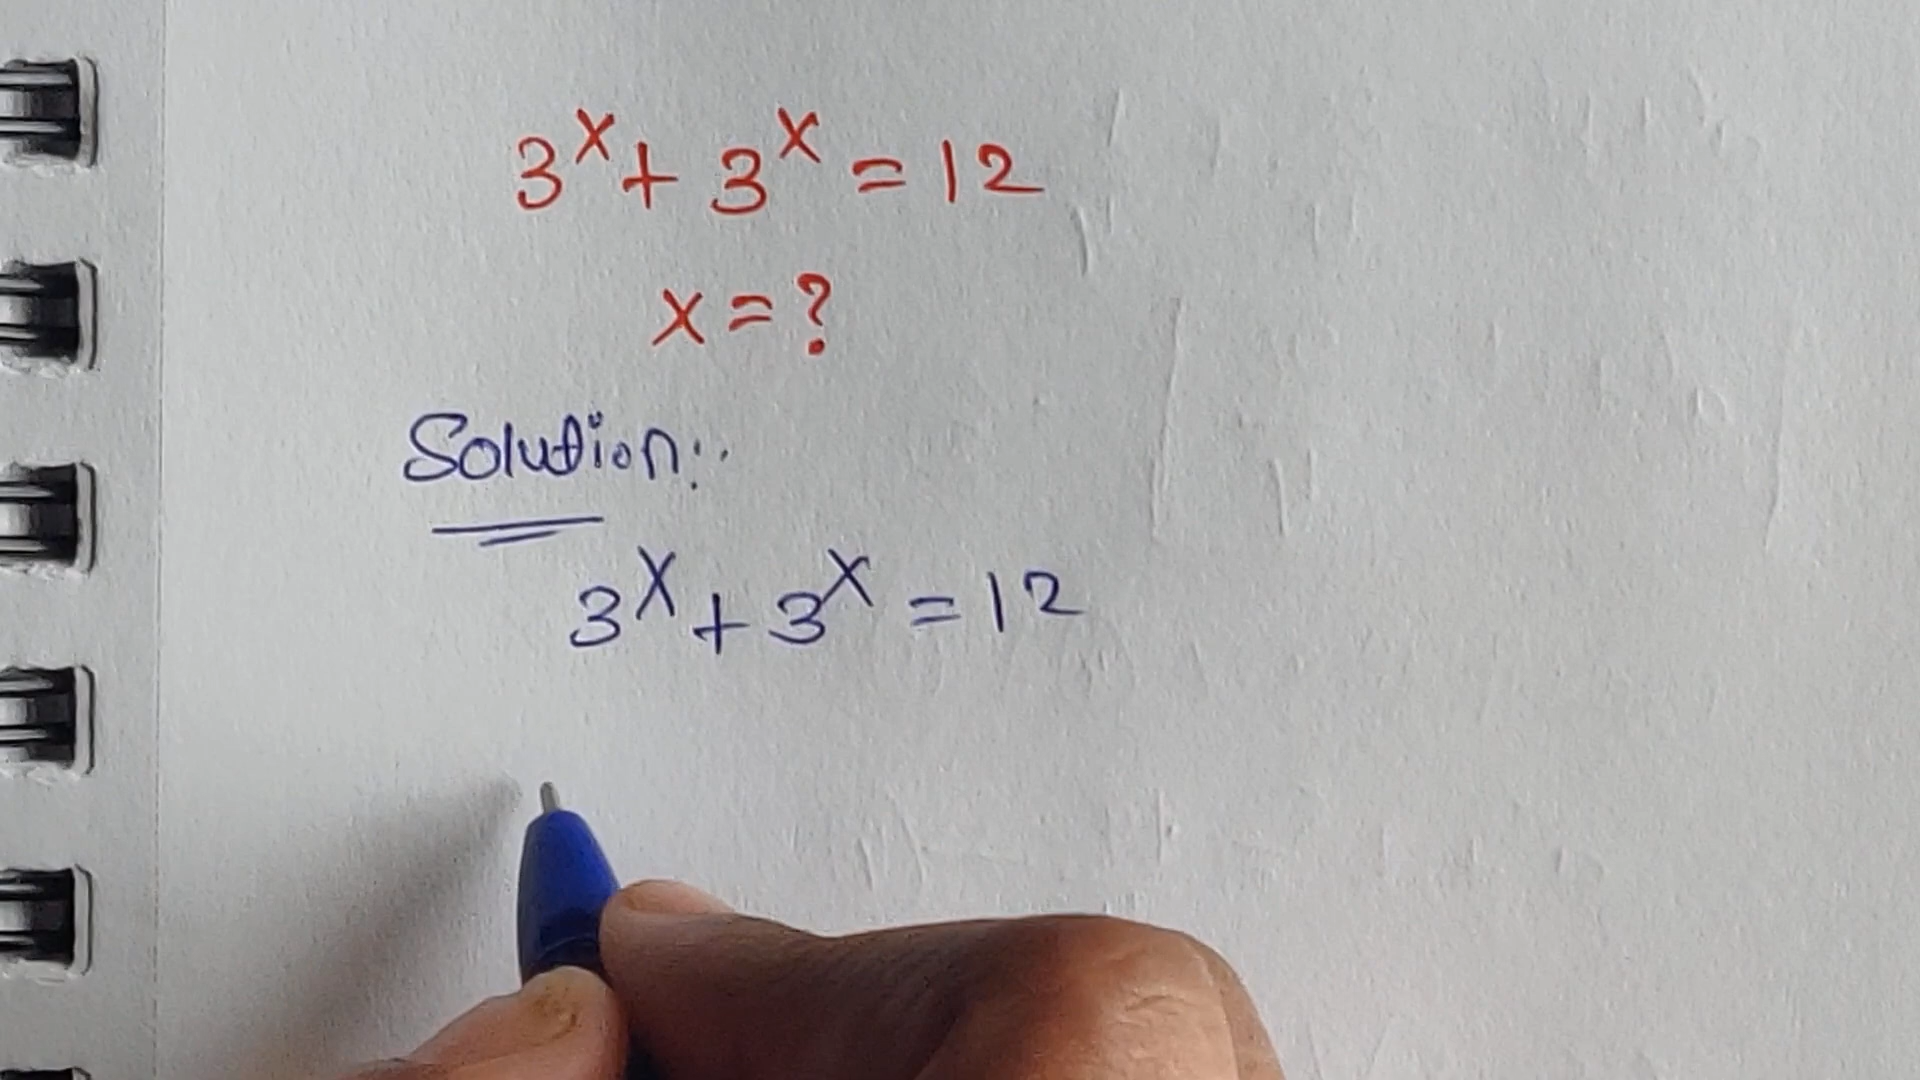 3^x + 3^x = 12
x = ?
Solution:.
3^x + 3^x = 12